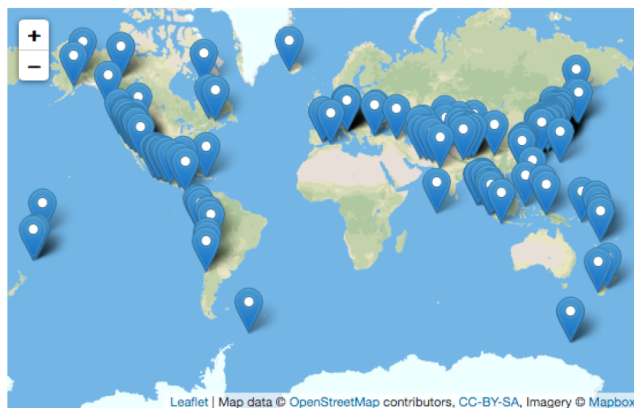 +
−
Leaflet | Map data © OpenStreetMap contributors, CC-BY-SA, Imagery © Mapbox